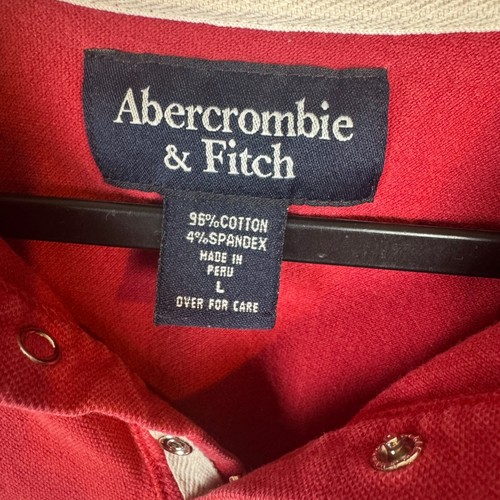 Abercrombie
& Fitch
96%COTTON
4%SPANDEX
MADE IN
PERU
L
OVER FOR CARE